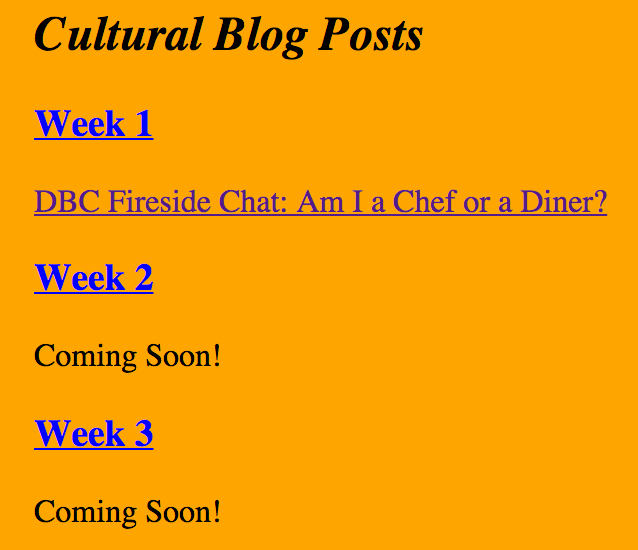 Cultural Blog Posts
Week 1
DBC Fireside Chat: Am I a Chef or a Diner?
Week 2
Coming Soon!
Week 3
Coming Soon!